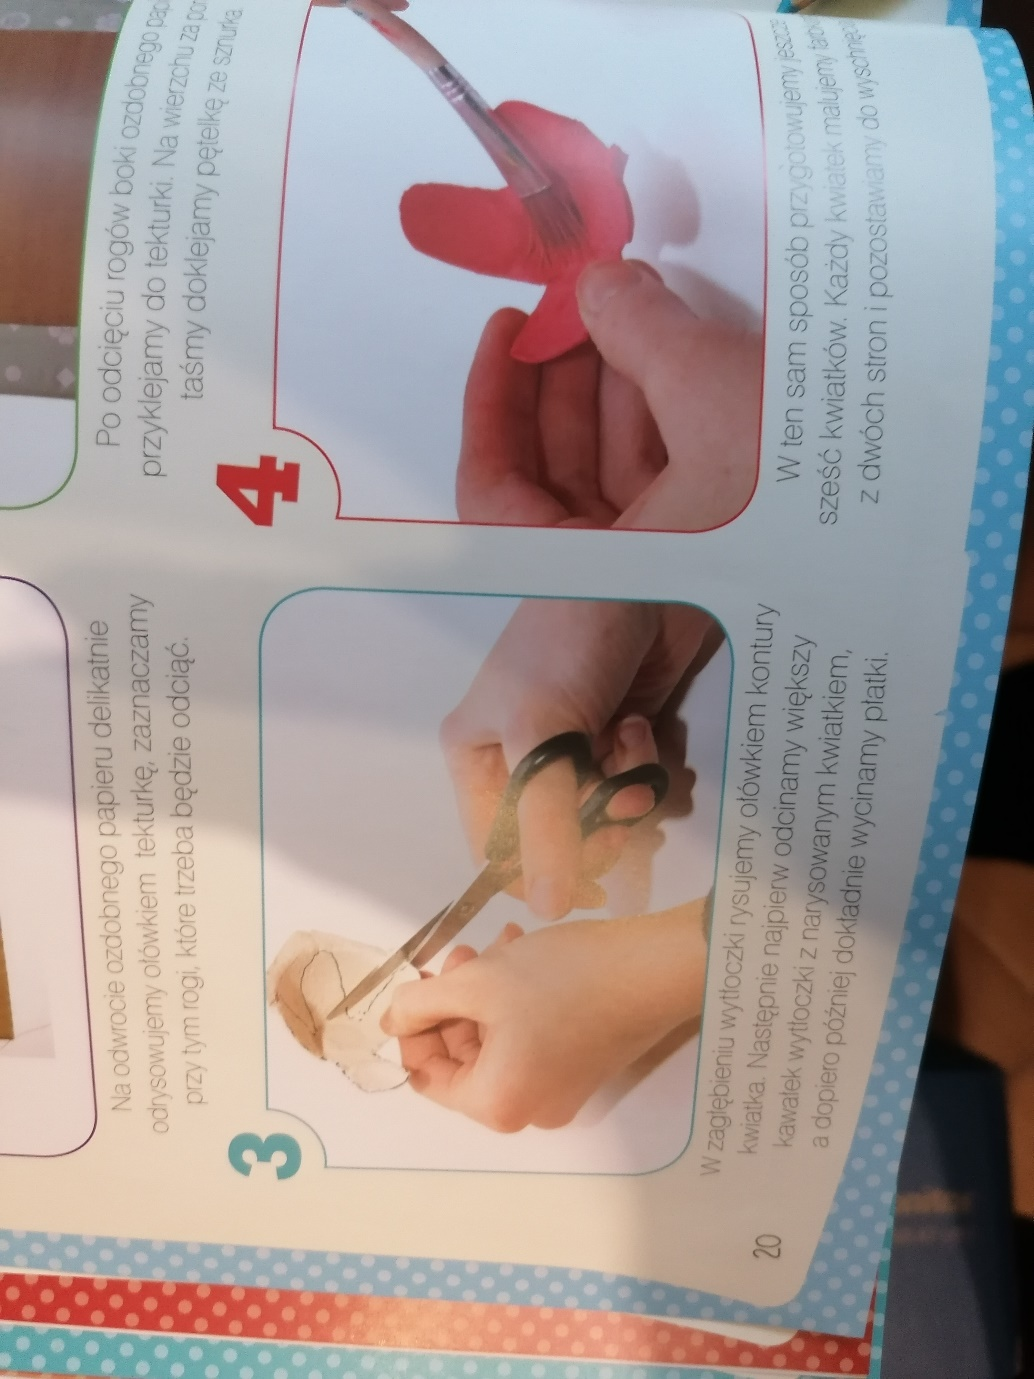 Na odwrocie ozdobnego papieru delikatnie
odrysowujemy ołówkiem tekturkę, zaznaczamy
przy tym rogi, które trzeba będzie odciąć.
Po odcięciu rogów boki ozdobnego
przyklejamy do tekturki. Na wierzchu za
taśmy doklejamy pętelkę ze sznurka.
3
W zagłębieniu wytłoczki rysujemy ołówkiem kontury
kwiatka. Następnie najpierw odcinamy większy
kawałek wytłoczki z narysowanym kwiatkiem,
a dopiero później dokładnie wycinamy płatki.
4
W ten sam sposób przygotowujemy jeszcze
sześć kwiatków. Każdy kwiatek malujemy
z dwóch stron i pozostawiamy do
20